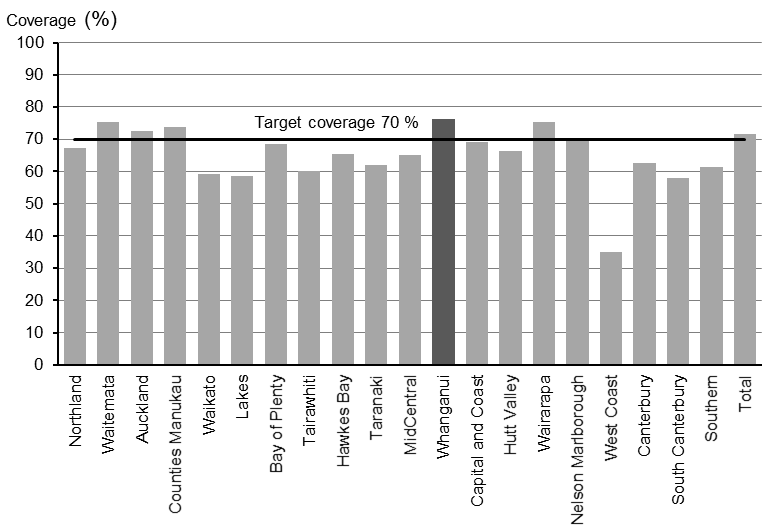 Coverage (%)
100
90
80
70
60
50
40
30
20
10
0
Target coverage 70 %
Northland
Waitemata
Auckland
Counties Manukau
Waikato
Lakes
Bay of Plenty
Tairawhiti
Hawkes Bay
Taranaki
MidCentral
Whanganui
Capital and Coast
Hutt Valley
Wairarapa
Nelson Marlborough
West Coast
Canterbury
South Canterbury
Southern
Total